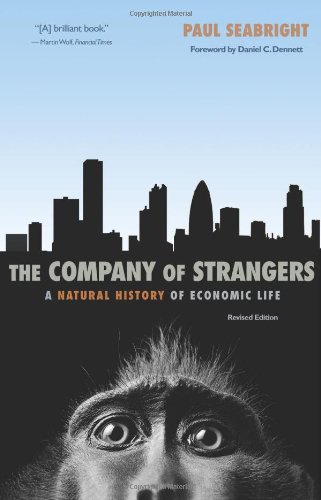 "[A] brilliant book."
—Martin Wolf, Financial Times
PAUL SEABRIGHT
Foreword by Daniel C. Dennett
THE COMPANY OF STRANGERS
A NATURAL HISTORY OF ECONOMIC LIFE
Revised Edition